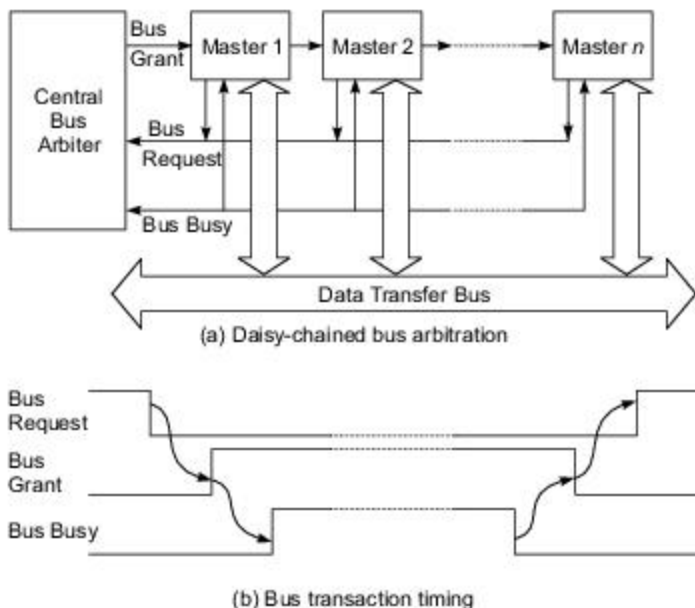 Bus
Grant
Master 1
Master 2
Master n
Central
Bus
Arbiter
Bus
Request
Bus Busy
Data Transfer Bus
(a) Daisy-chained bus arbitration
Bus
Request
Bus
Grant
Bus Busy
(b) Bus transaction timing